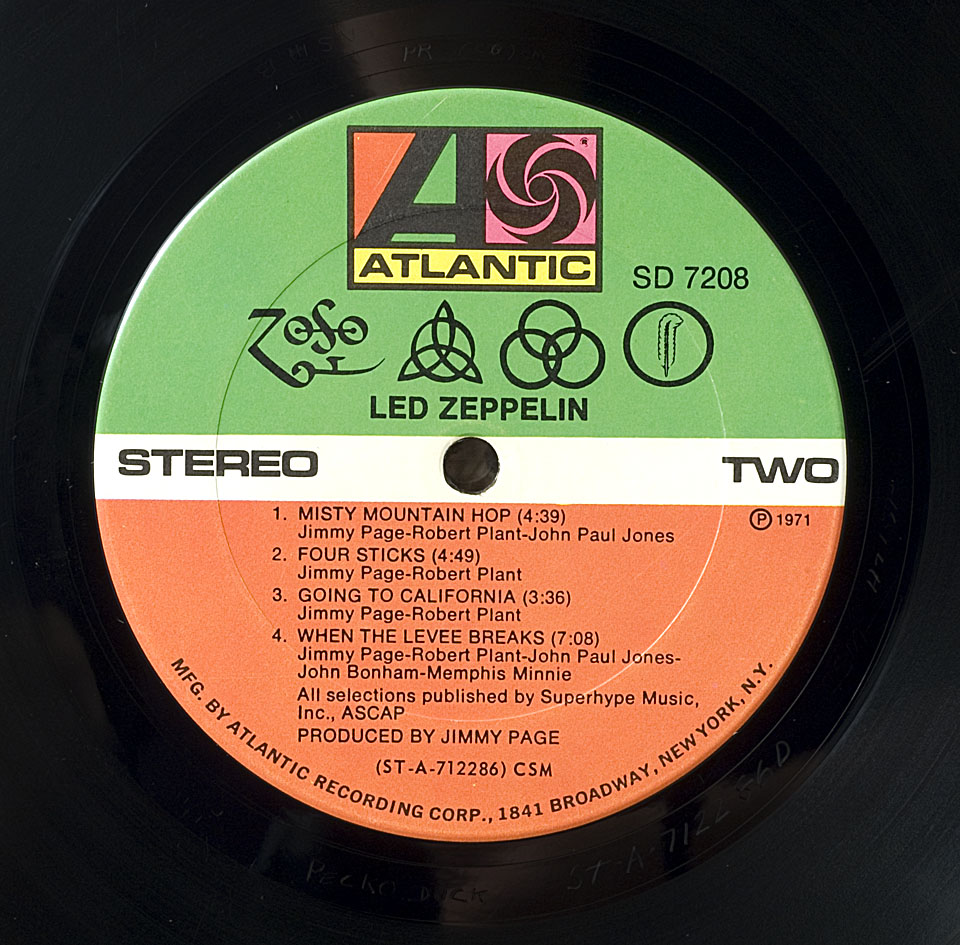 ATLANTIC
®
SD 7208
ZoSo
LED ZEPPELIN
STEREO
TWO
1. MISTY MOUNTAIN HOP (4:39)
℗ 1971
Jimmy Page-Robert Plant-John Paul Jones
2. FOUR STICKS (4:49)
Jimmy Page-Robert Plant
3. GOING TO CALIFORNIA (3:36)
Jimmy Page-Robert Plant
4. WHEN THE LEVEE BREAKS (7:08)
Jimmy Page-Robert Plant-John Paul Jones-
John Bonham-Memphis Minnie
All selections published by Superhype Music,
Inc., ASCAP
PRODUCED BY JIMMY PAGE
(ST-A-712286) CSM
MFG. BY ATLANTIC RECORDING CORP., 1841 BROADWAY, NEW YORK, N.Y.
PECKO DUCK